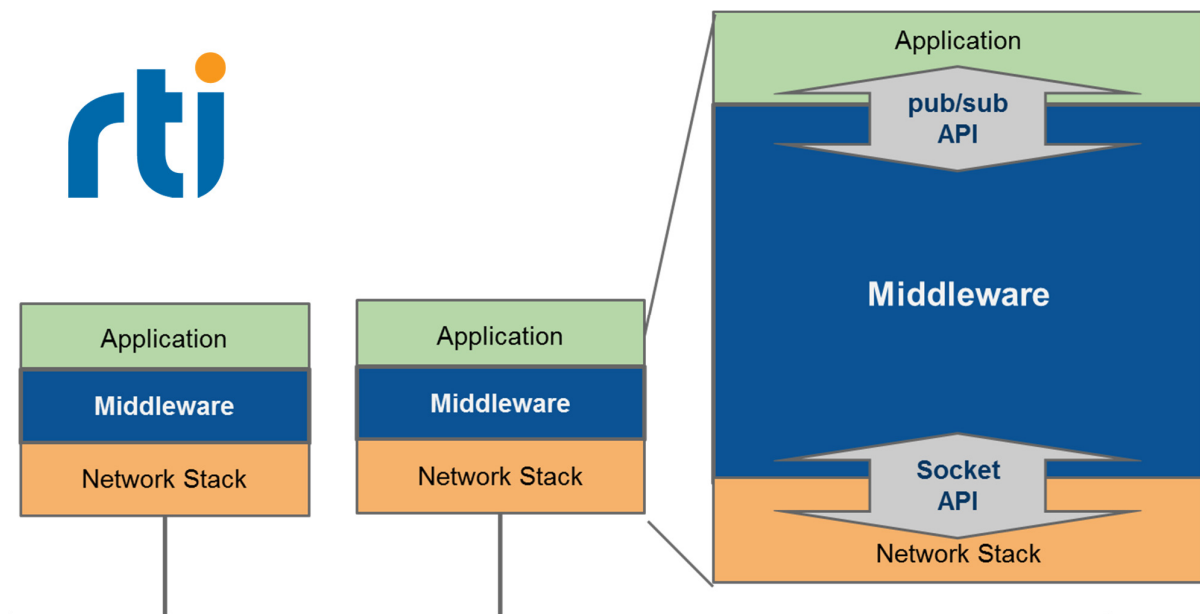 rti
Application
Middleware
Network Stack
Application
Middleware
Network Stack
Application
pub/sub
API
Middleware
Socket
API
Network Stack